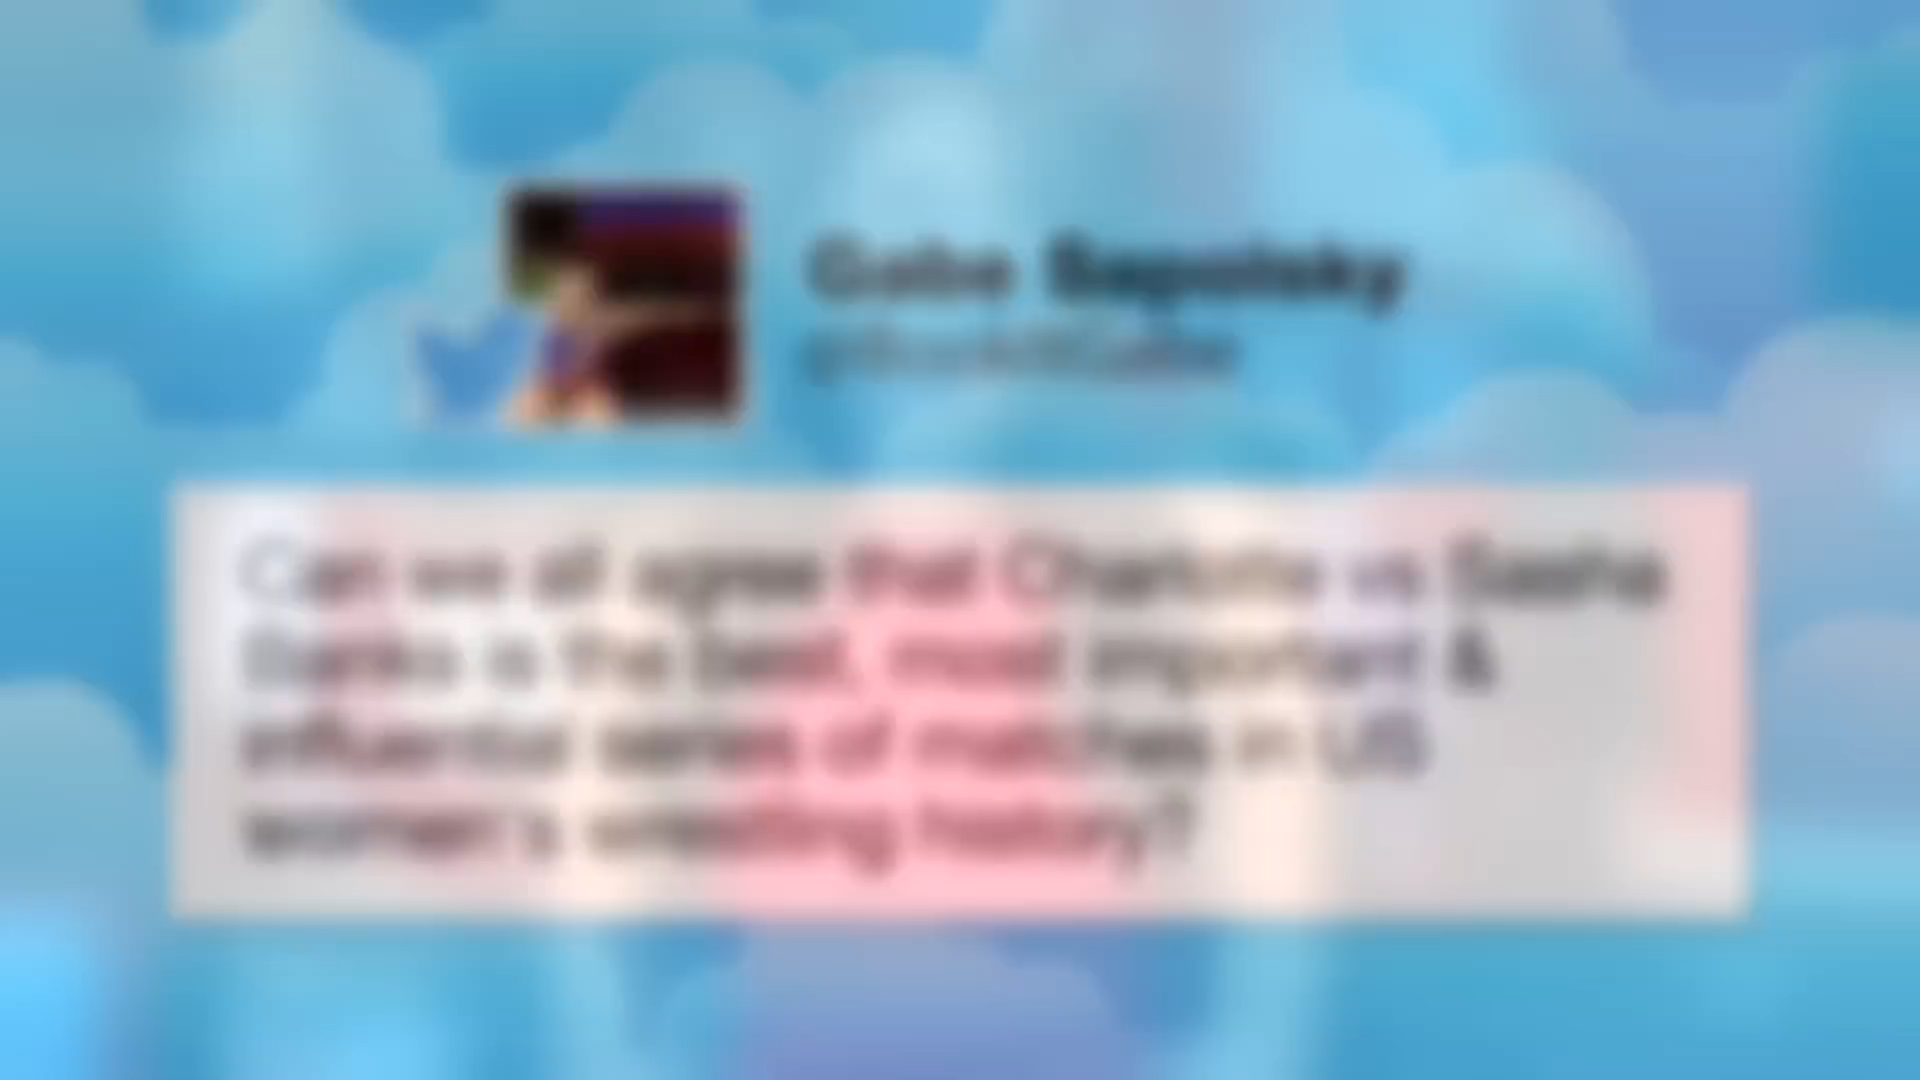 Gabe Sapolsky
@BookItGabe
Can we all agree that Charlotte vs Sasha
Banks is the best, most important &
influential series of matches in US
women's wrestling history?